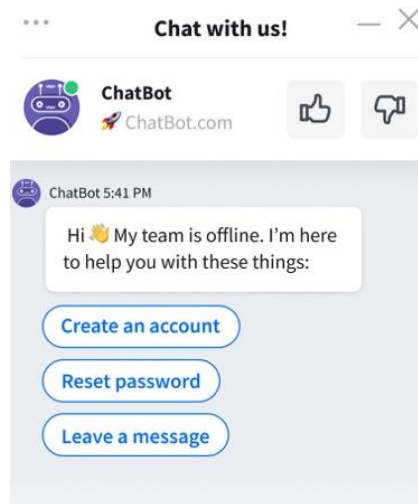 Chat with us!
ChatBot
🚀 ChatBot.com
ChatBot 5:41 PM
Hi 👋 My team is offline. I’m here
to help you with these things:
Create an account
Reset password
Leave a message